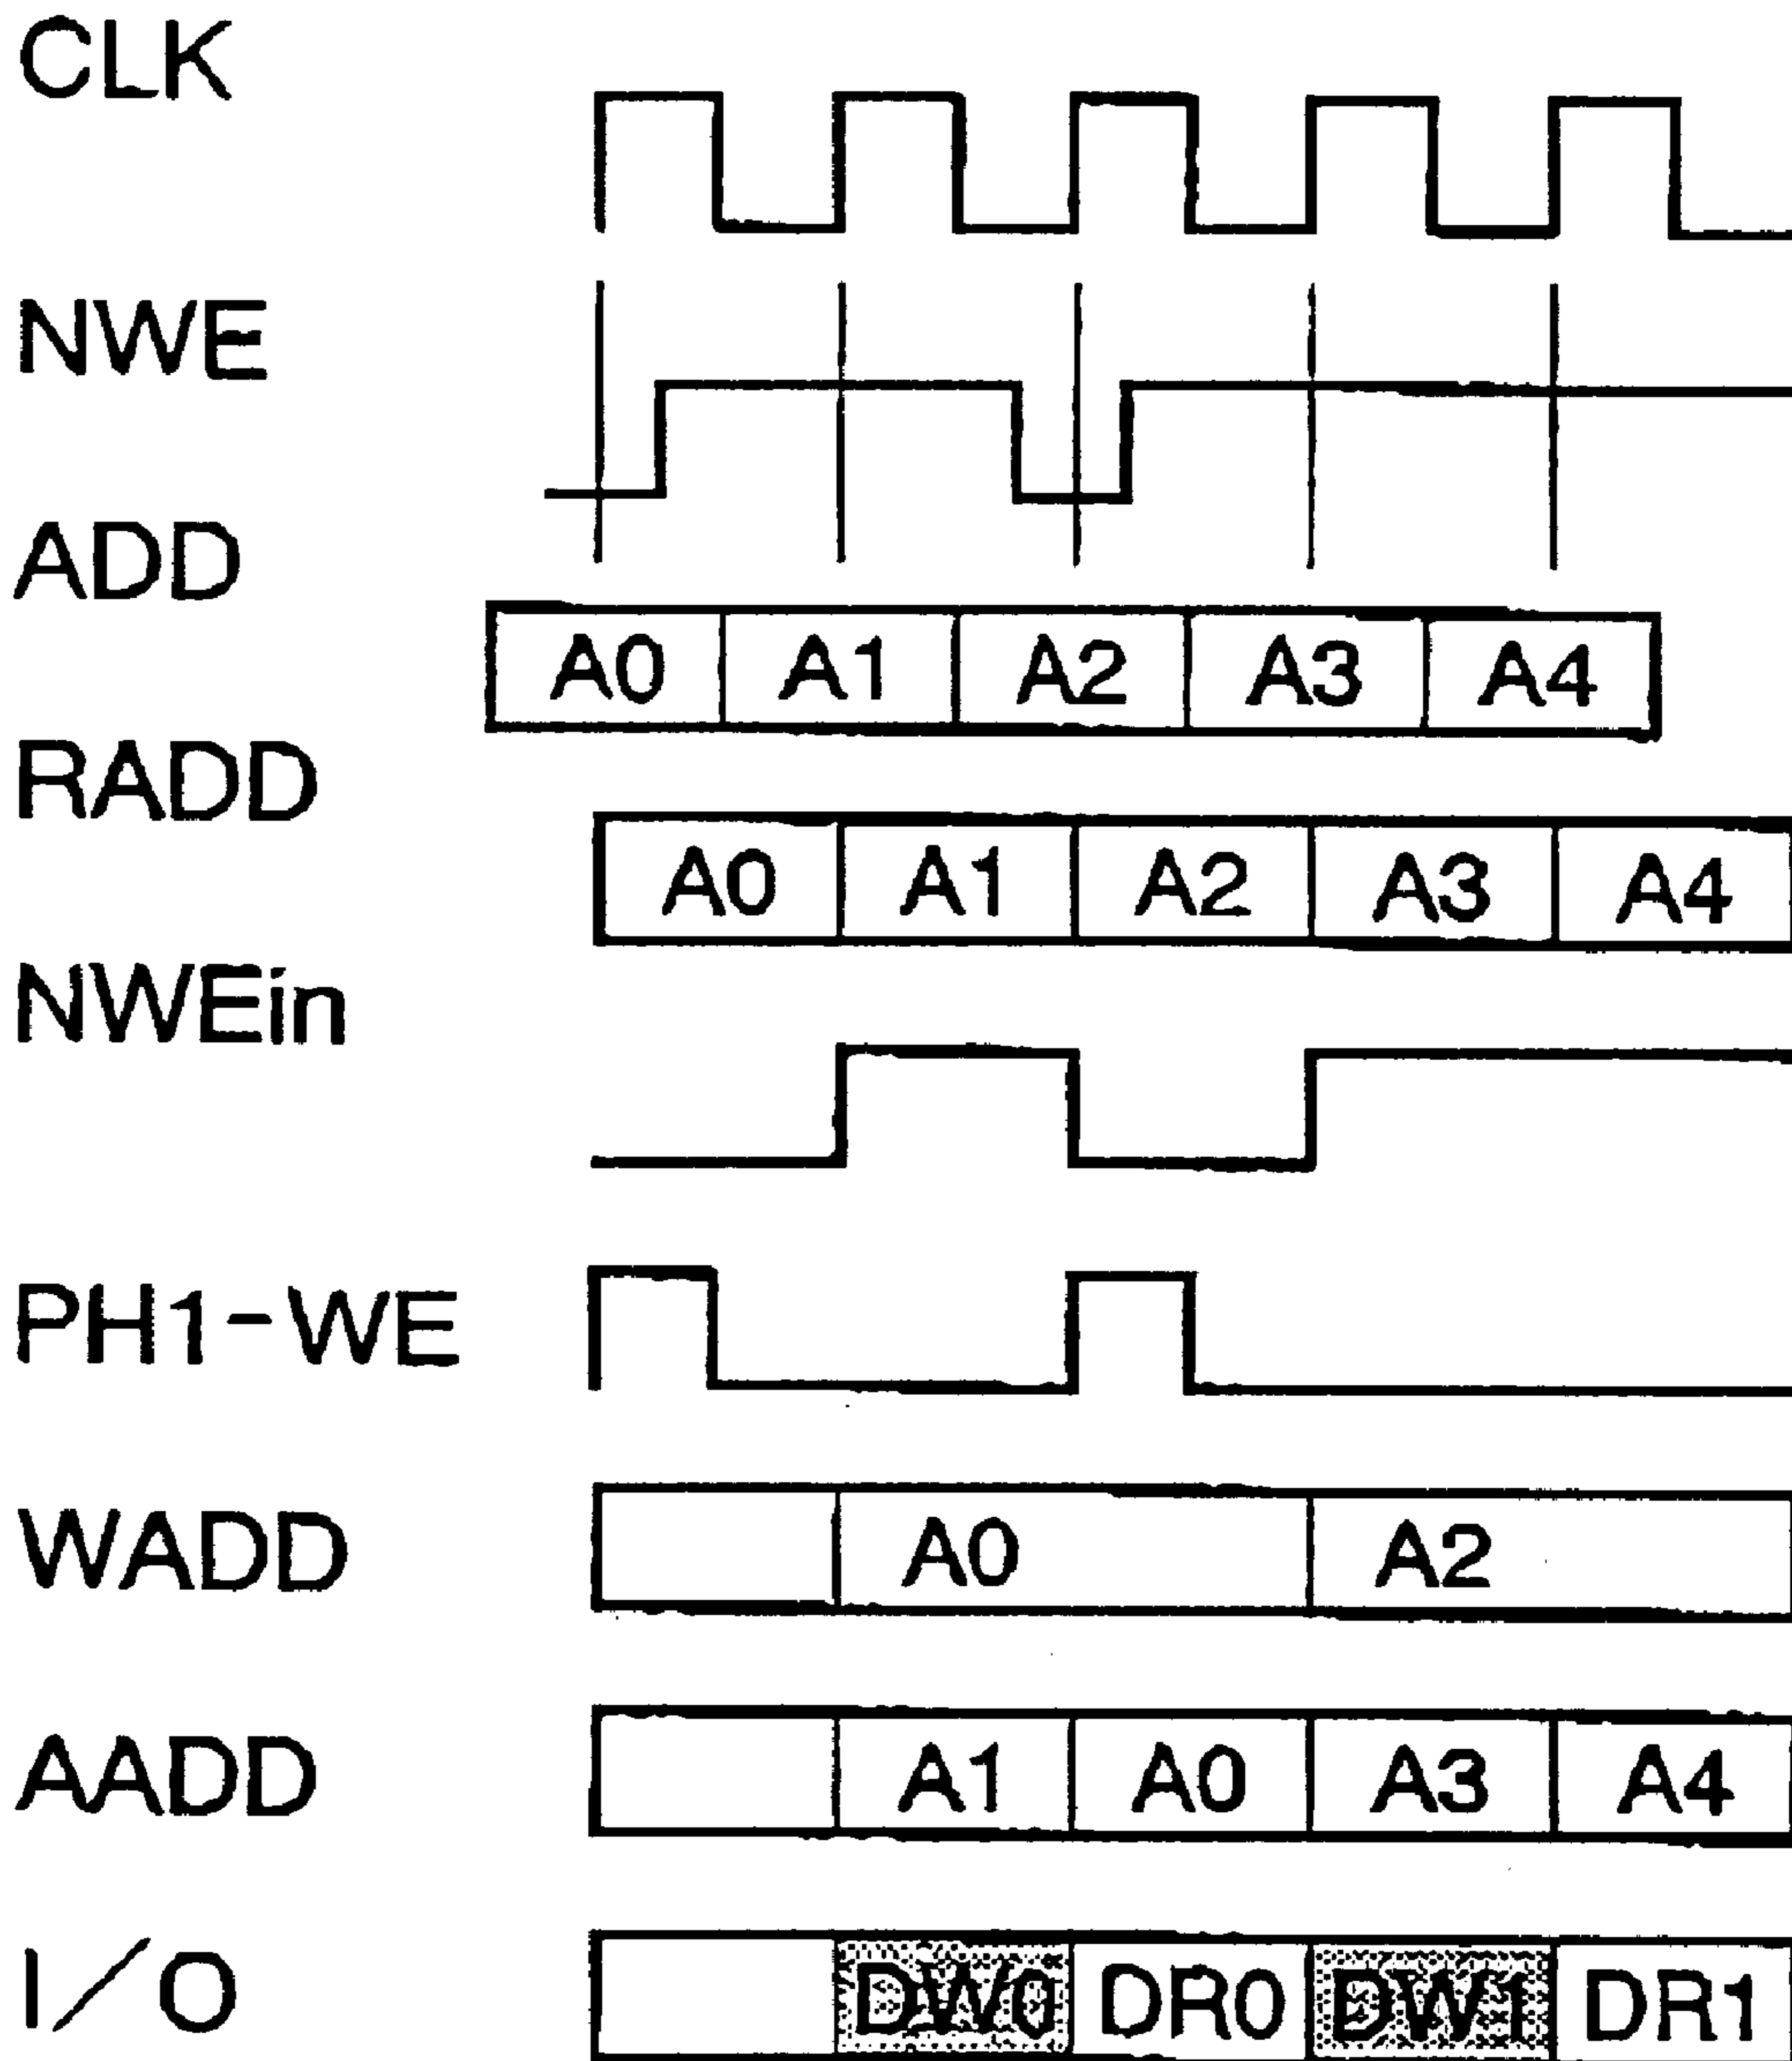 CLK
NWE
ADD
A0 A1 A2 A3 A4
RADD
A0 A1 A2 A3 A4
NWEin
PH1-WE
WADD
A0 A2
AADD
A1 A0 A3 A4
I/O
DW0 DR0 DW1 DR1